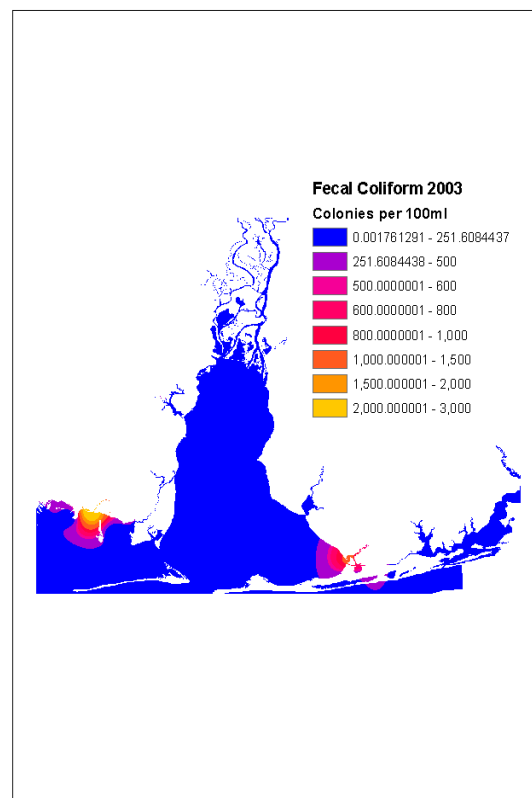 Fecal Coliform 2003
Colonies per 100ml
0.001761291 - 251.6084437
251.6084438 - 500
500.0000001 - 600
600.0000001 - 800
800.0000001 - 1,000
1,000.000001 - 1,500
1,500.000001 - 2,000
2,000.000001 - 3,000